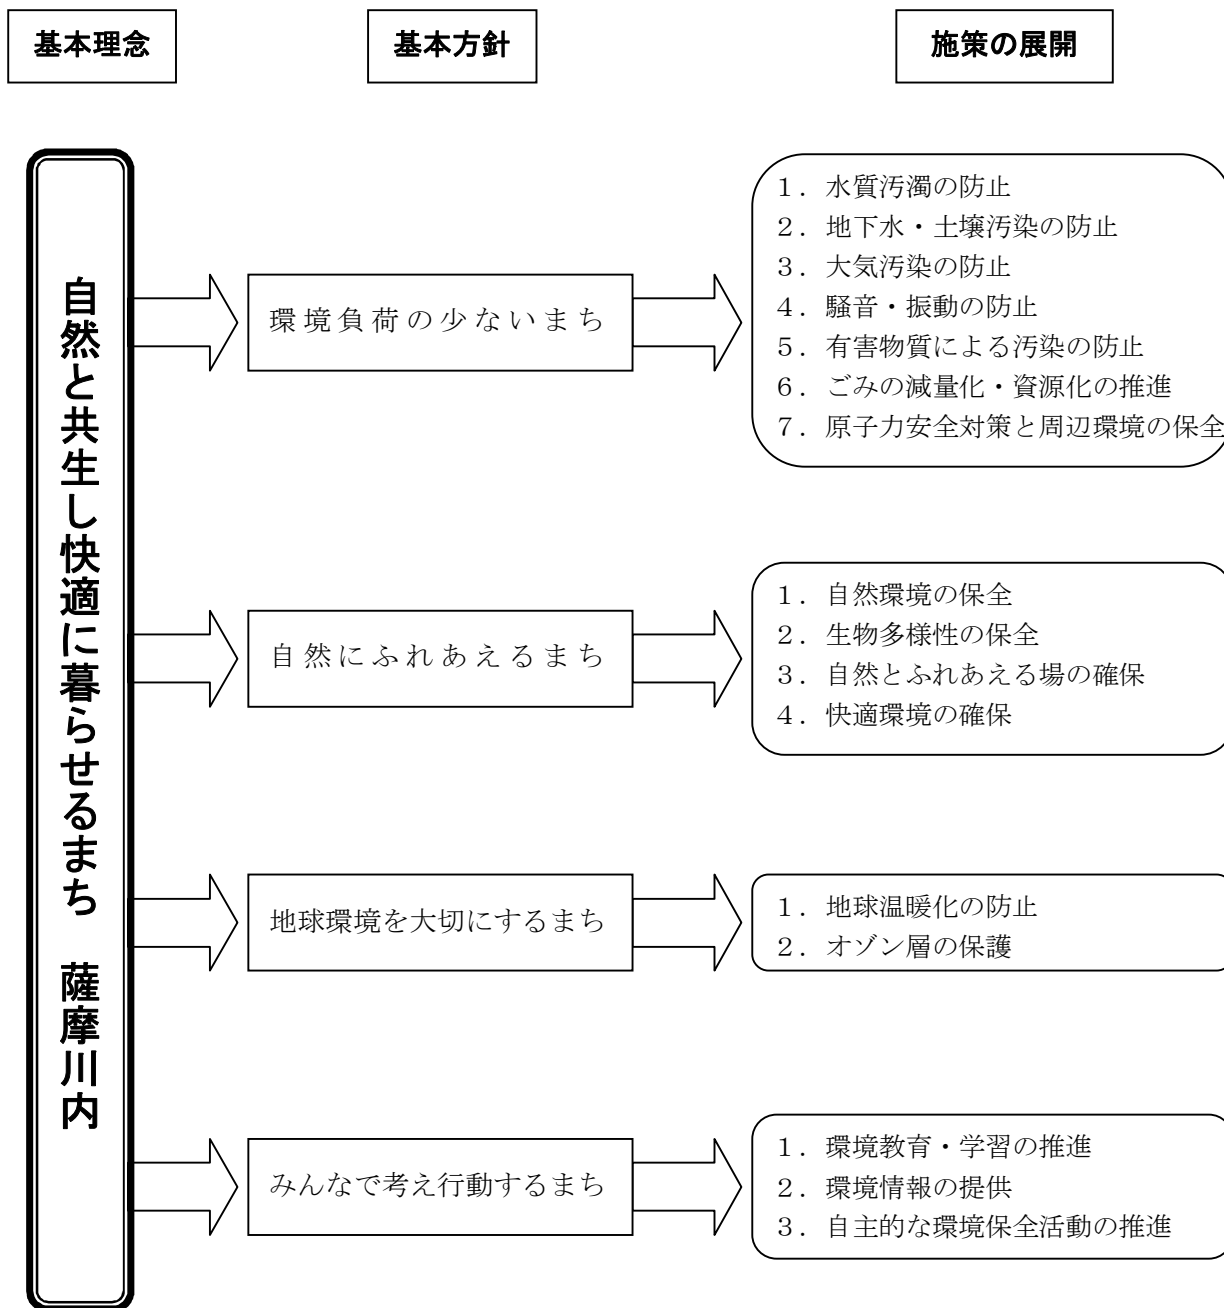 基本理念
基本方針
施策の展開
自然と共生し快適に暮らせるまち　薩摩川内
環境負荷の少ないまち
１．水質汚濁の防止
２．地下水・土壌汚染の防止
３．大気汚染の防止
４．騒音・振動の防止
５．有害物質による汚染の防止
６．ごみの減量化・資源化の推進
７．原子力安全対策と周辺環境の保全
自然にふれあえるまち
１．自然環境の保全
２．生物多様性の保全
３．自然とふれあえる場の確保
４．快適環境の確保
地球環境を大切にするまち
１．地球温暖化の防止
２．オゾン層の保護
みんなで考え行動するまち
１．環境教育・学習の推進
２．環境情報の提供
３．自主的な環境保全活動の推進